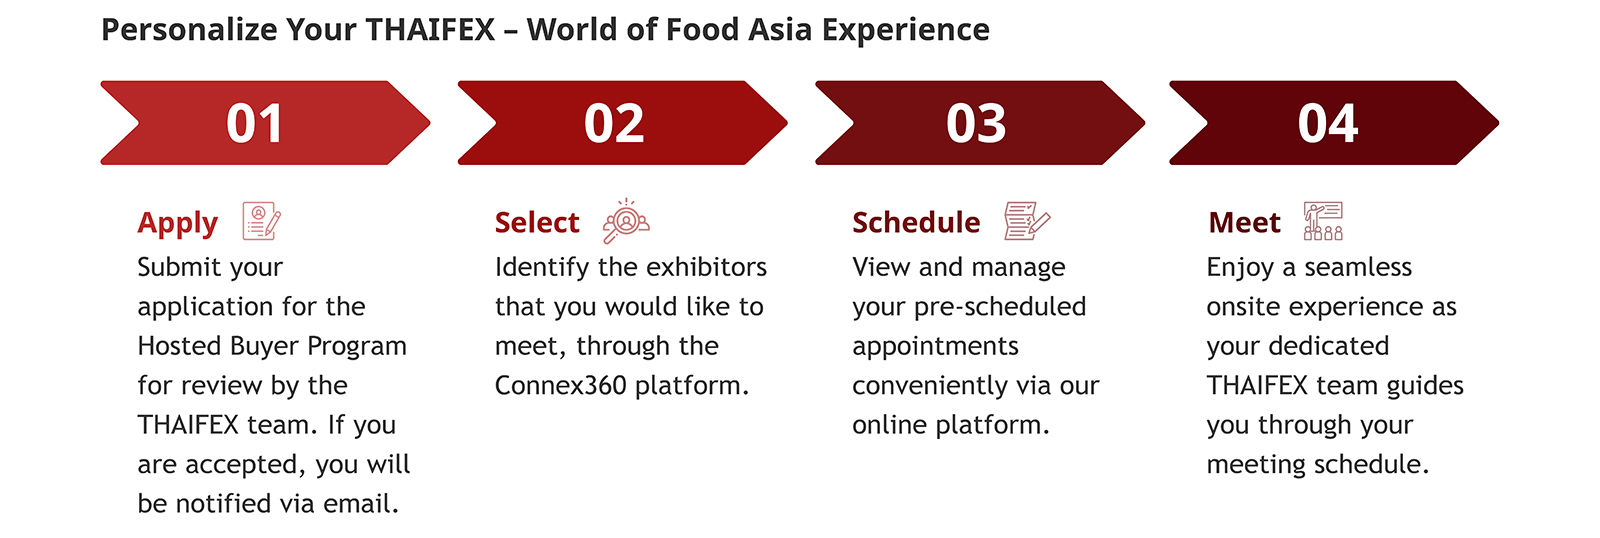 Personalize Your THAIFEX – World of Food Asia Experience
01
02
03
04
Apply
Submit your
application for the
Hosted Buyer Program
for review by the
THAIFEX team. If you
are accepted, you will
be notified via email.
Select
Identify the exhibitors
that you would like to
meet, through the
Connex360 platform.
Schedule
View and manage
your pre-scheduled
appointments
conveniently via our
online platform.
Meet
Enjoy a seamless
onsite experience as
your dedicated
THAIFEX team guides
you through your
meeting schedule.